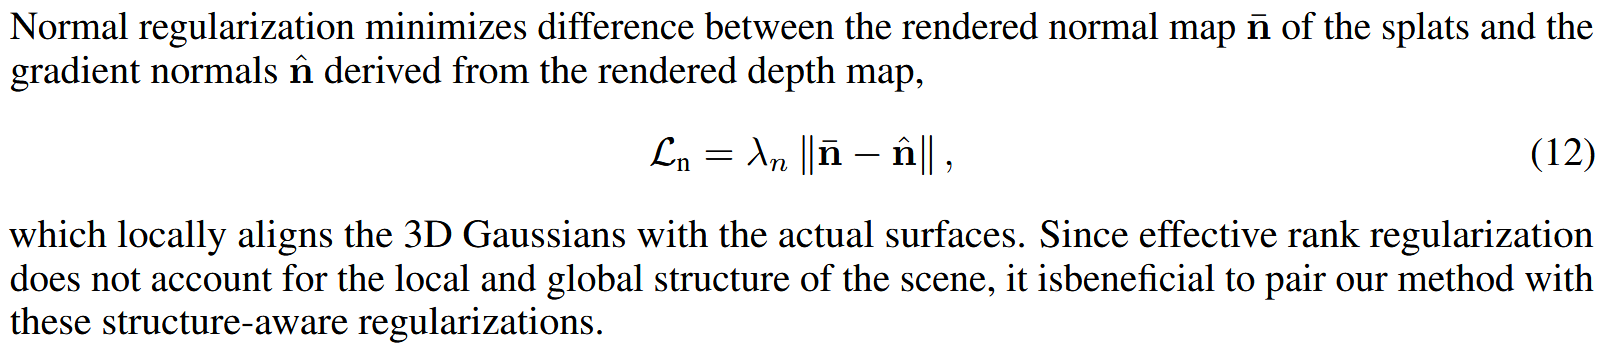 Normal regularization minimizes difference between the rendered normal map n̄ of the splats and the
gradient normals n̂ derived from the rendered depth map,
ℒₙ = λₙ ‖n̄ − n̂‖ , (12)
which locally aligns the 3D Gaussians with the actual surfaces. Since effective rank regularization
does not account for the local and global structure of the scene, it isbeneficial to pair our method with
these structure-aware regularizations.